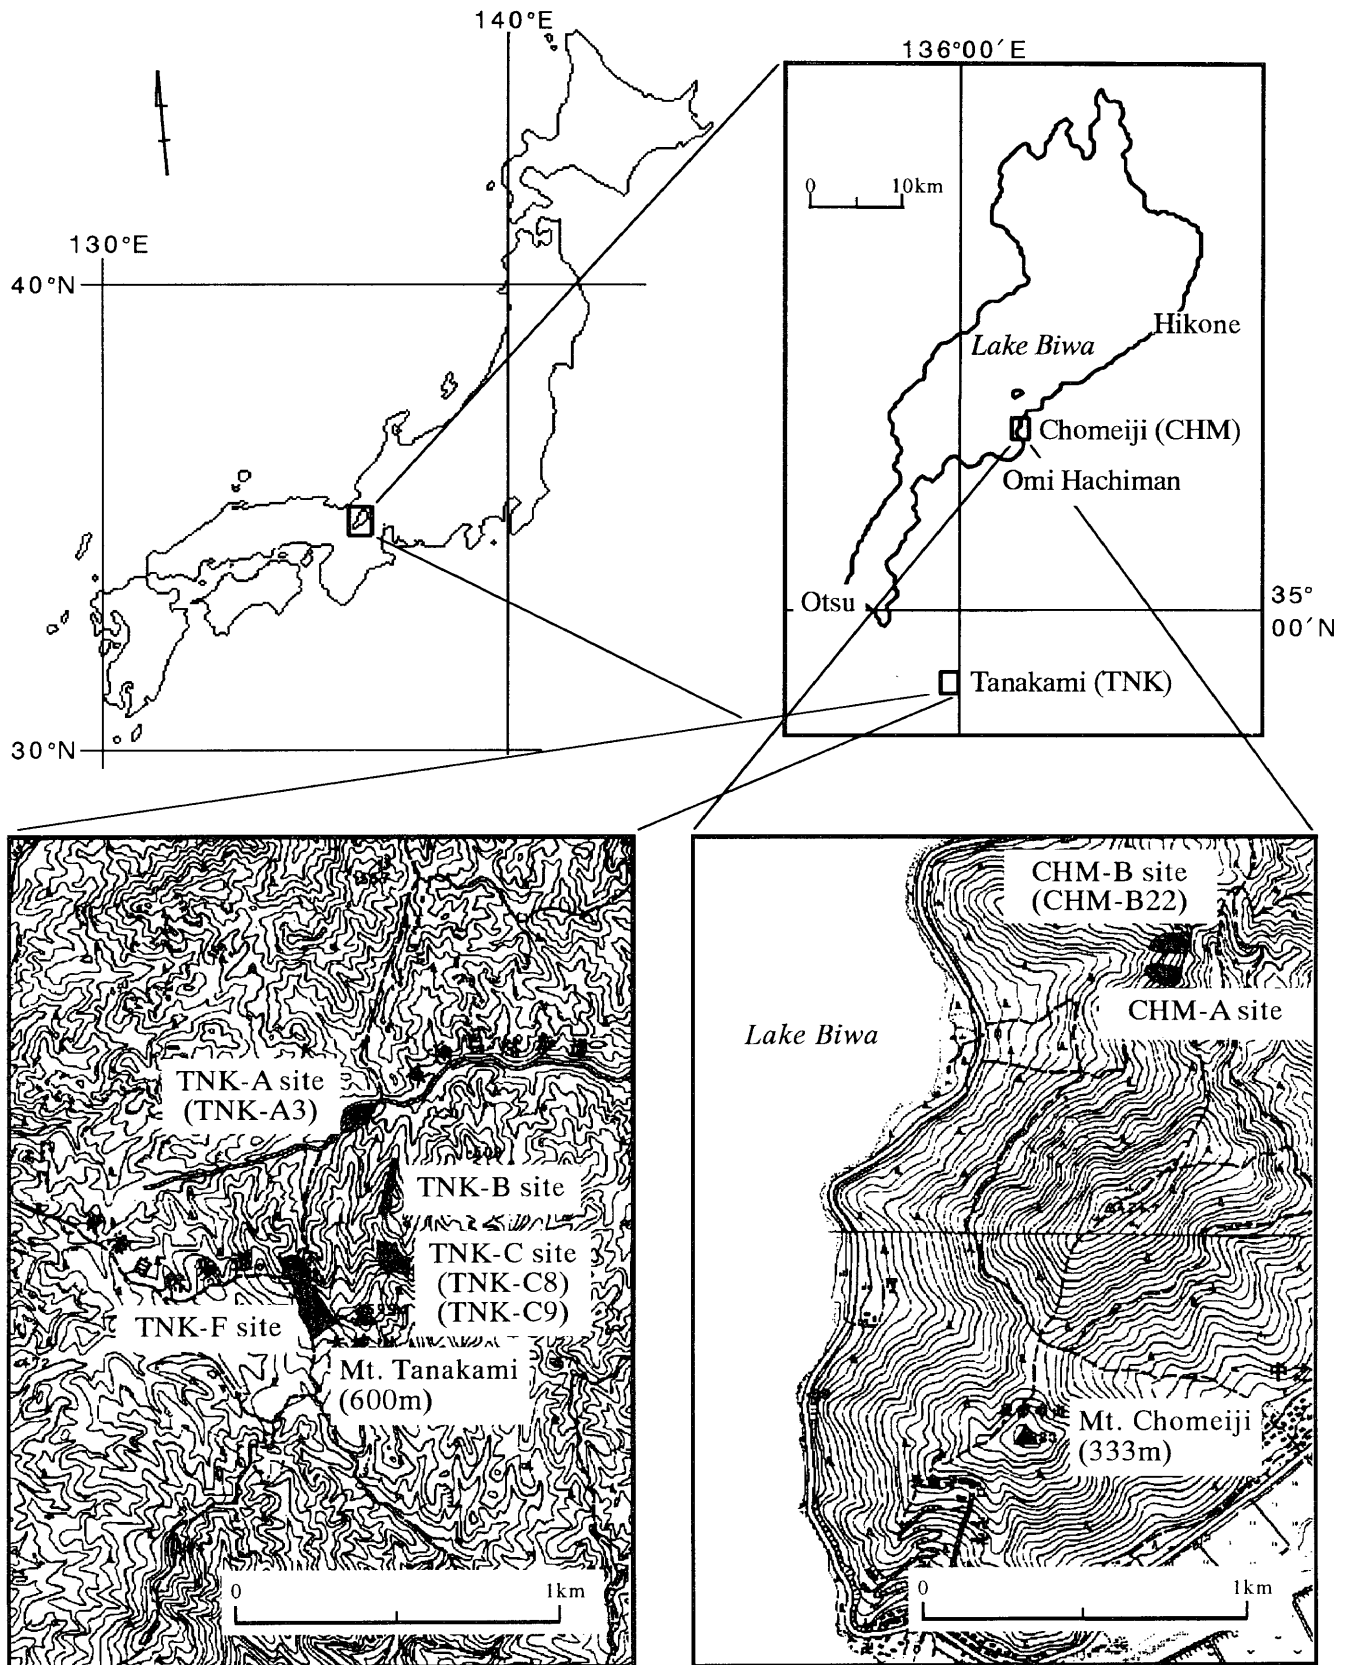 140°E
130°E
40°N
30°N
136°00′E
0 10km
Hikone
Lake Biwa
Chomeiji (CHM)
Omi Hachiman
Otsu
35°
00′N
Tanakami (TNK)
TNK-A site
(TNK-A3)
TNK-B site
TNK-C site
(TNK-C8)
(TNK-C9)
TNK-F site
Mt. Tanakami
(600m)
0 1km
CHM-B site
(CHM-B22)
CHM-A site
Lake Biwa
Mt. Chomeiji
(333m)
0 1km